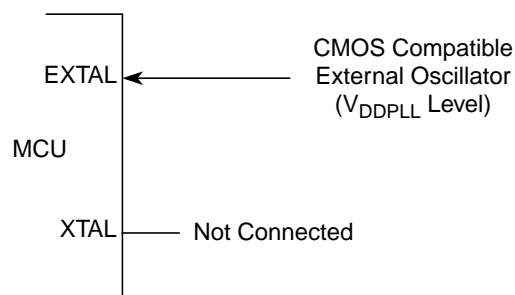 CMOS Compatible
External Oscillator
(VDDPLL Level)
EXTAL
MCU
XTAL
Not Connected